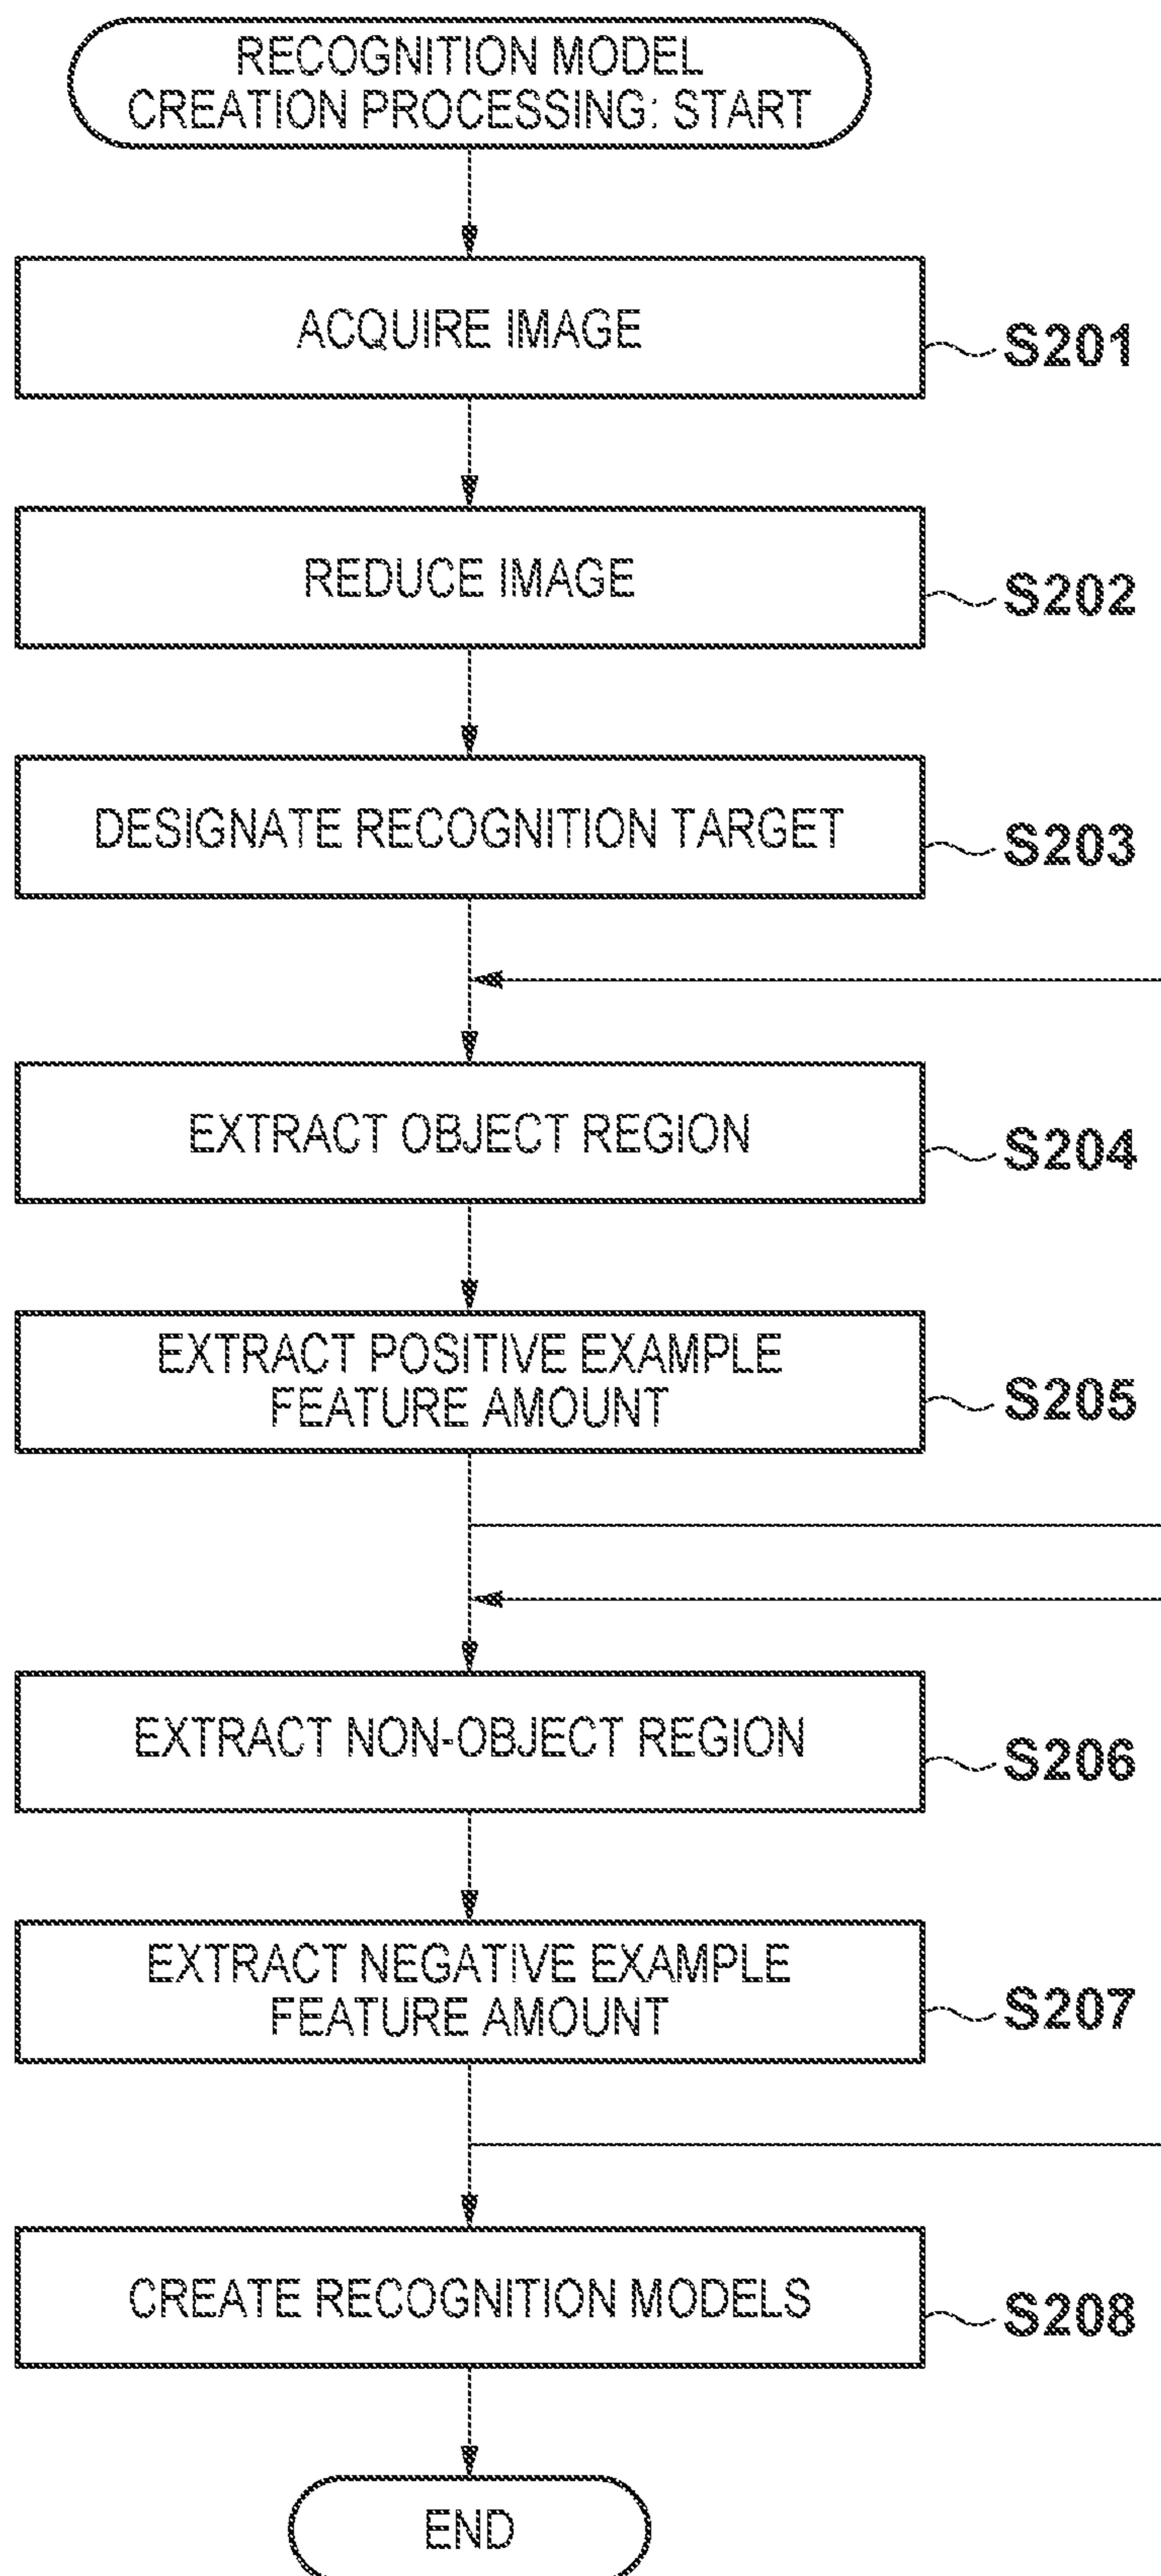 RECOGNITION MODEL
CREATION PROCESSING: START
ACQUIRE IMAGE
S201
REDUCE IMAGE
S202
DESIGNATE RECOGNITION TARGET
S203
EXTRACT OBJECT REGION
S204
EXTRACT POSITIVE EXAMPLE
FEATURE AMOUNT
S205
EXTRACT NON-OBJECT REGION
S206
EXTRACT NEGATIVE EXAMPLE
FEATURE AMOUNT
S207
CREATE RECOGNITION MODELS
S208
END